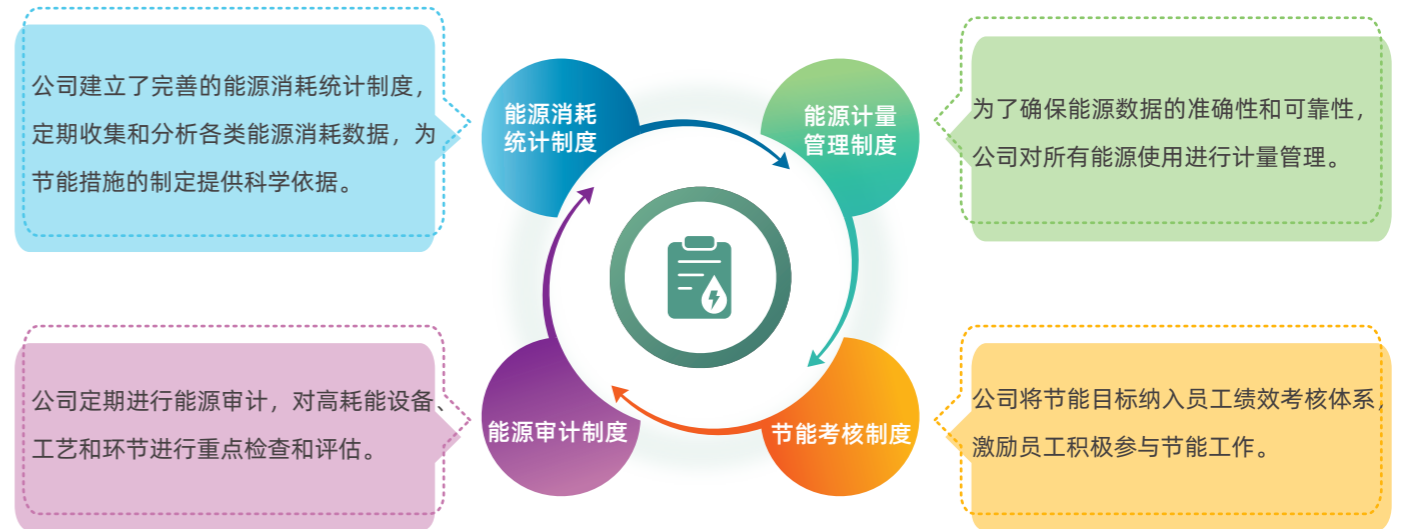 公司建立了完善的能源消耗统计制度，
定期收集和分析各类能源消耗数据，为
节能措施的制定提供科学依据。
能源消耗
统计制度
能源计量
管理制度
为了确保能源数据的准确性和可靠性，
公司对所有能源使用进行计量管理。
公司定期进行能源审计，对高耗能设备、
工艺和环节进行重点检查和评估。
能源审计制度
节能考核制度
公司将节能目标纳入员工绩效考核体系，
激励员工积极参与节能工作。